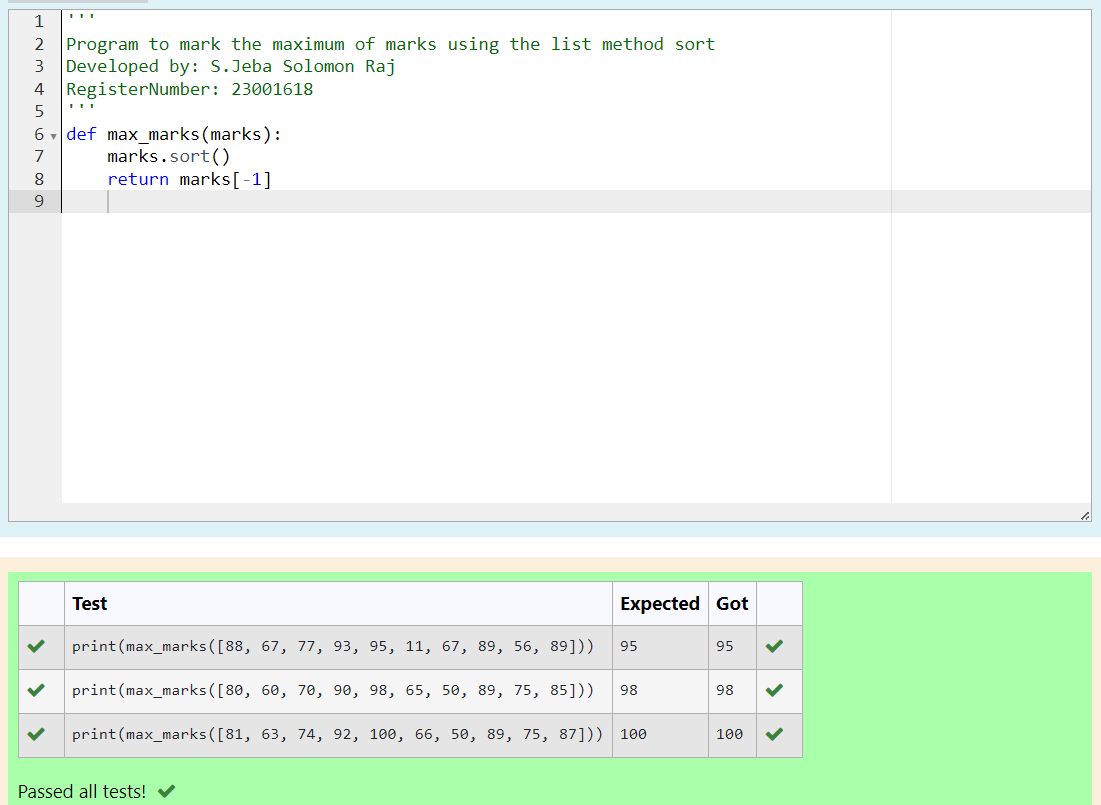 1 '''
2 Program to mark the maximum of marks using the list method sort
3 Developed by: S.Jeba Solomon Raj
4 RegisterNumber: 23001618
5 '''
6 def max_marks(marks):
7     marks.sort()
8     return marks[-1]
9
Test Expected Got
print(max_marks([88, 67, 77, 93, 95, 11, 67, 89, 56, 89])) 95 95
print(max_marks([80, 60, 70, 90, 98, 65, 50, 89, 75, 85])) 98 98
print(max_marks([81, 63, 74, 92, 100, 66, 50, 89, 75, 87])) 100 100
Passed all tests!